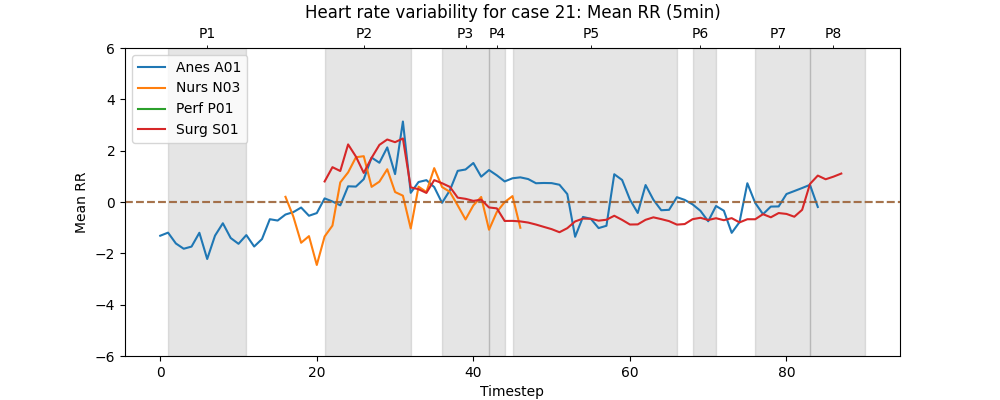 Heart rate variability for case 21: Mean RR (5min)
P1 P2 P3 P4 P5 P6 P7 P8
6
4
2
0
−2
−4
−6
Mean RR
Anes A01
Nurs N03
Perf P01
Surg S01
0 20 40 60 80
Timestep